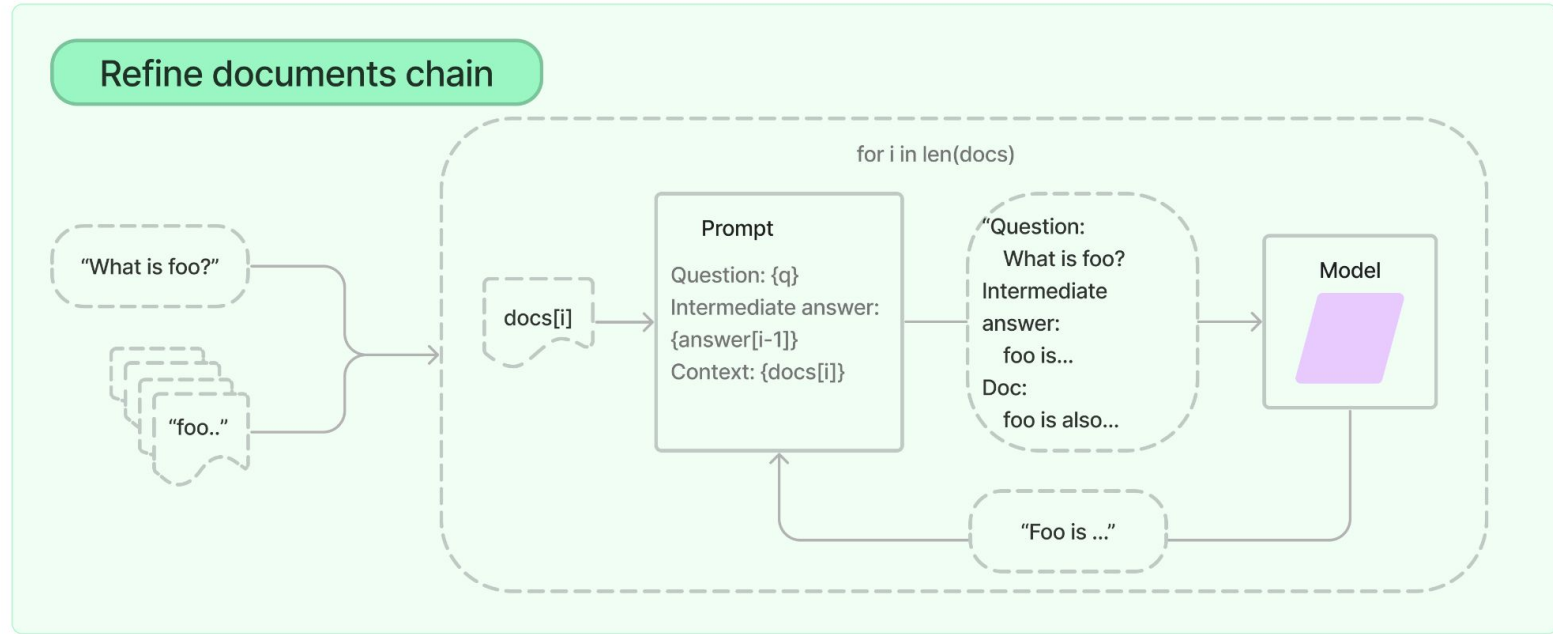 Refine documents chain
for i in len(docs)
“What is foo?”
“foo..”
docs[i]
Prompt
Question: {q}
Intermediate answer:
{answer[i-1]}
Context: {docs[i]}
“Question:
What is foo?
Intermediate
answer:
foo is...
Doc:
foo is also...
Model
“Foo is ...”